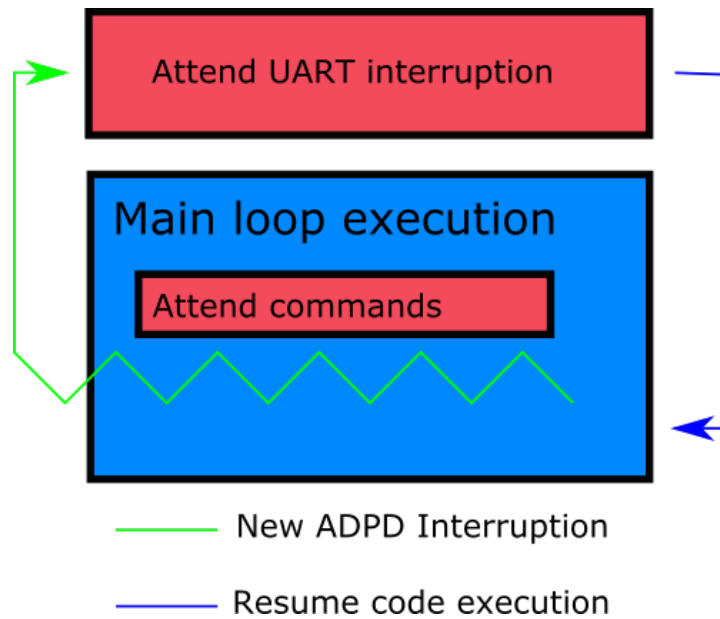 Attend UART interruption
Main loop execution
Attend commands
New ADPD Interruption
Resume code execution